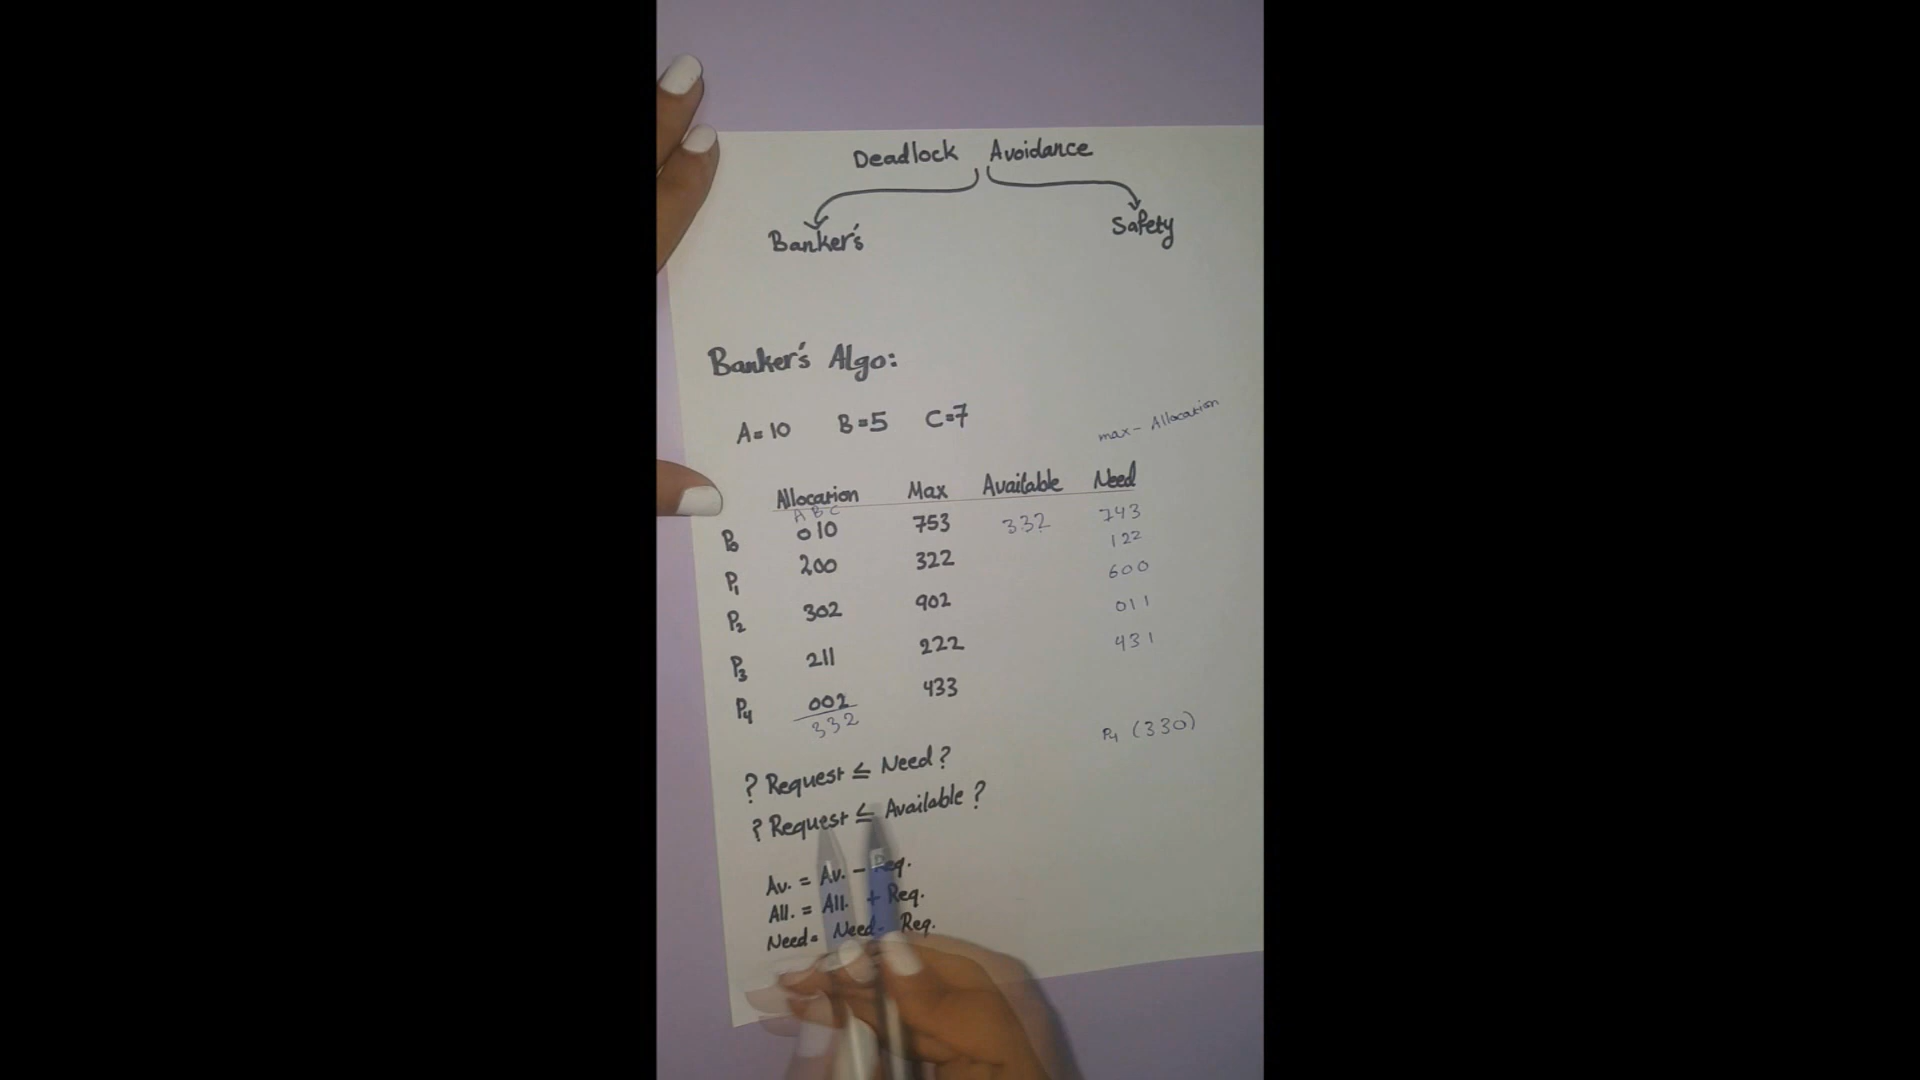 Deadlock Avoidance
Banker's Safety
Banker's Algo:
A=10 B=5 C=7
max - Allocation
Allocation Max Available Need
A B C
P0 010 753 332 743
P1 200 322 122
P2 302 902 600
P3 211 222 011
P4 002 433 431
332
P4 (330)
? Request ≤ Need ?
? Request ≤ Available ?
Av. = Av. - Req.
All. = All. + Req.
Need = Need - Req.